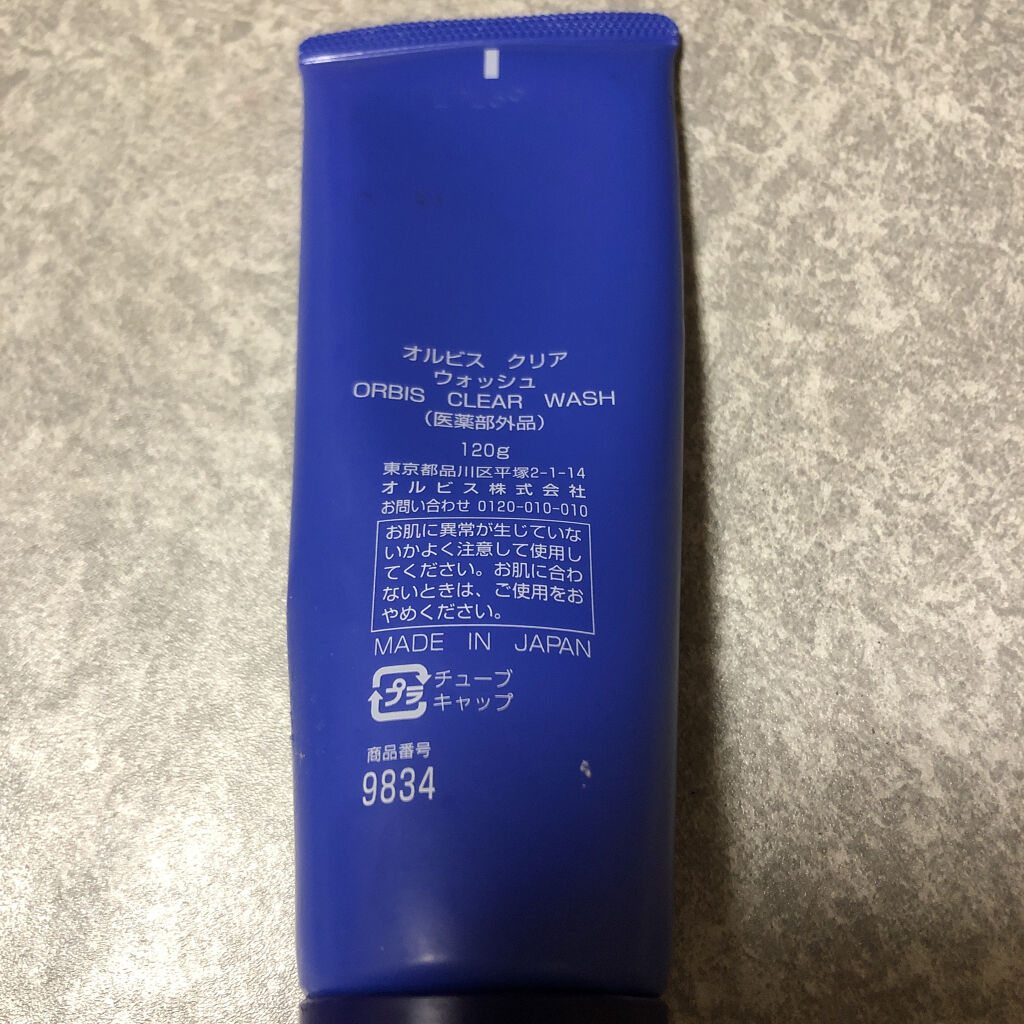 オルビス クリア
ウォッシュ
ORBIS CLEAR WASH
（医薬部外品）
120g
東京都品川区平塚2-1-14
オルビス株式会社
お問い合わせ 0120-010-010
お肌に異常が生じていな
いかよく注意して使用し
てください。お肌に合わ
ないときは、ご使用をお
やめください。
MADE IN JAPAN
プラ チューブ
キャップ
商品番号
9834